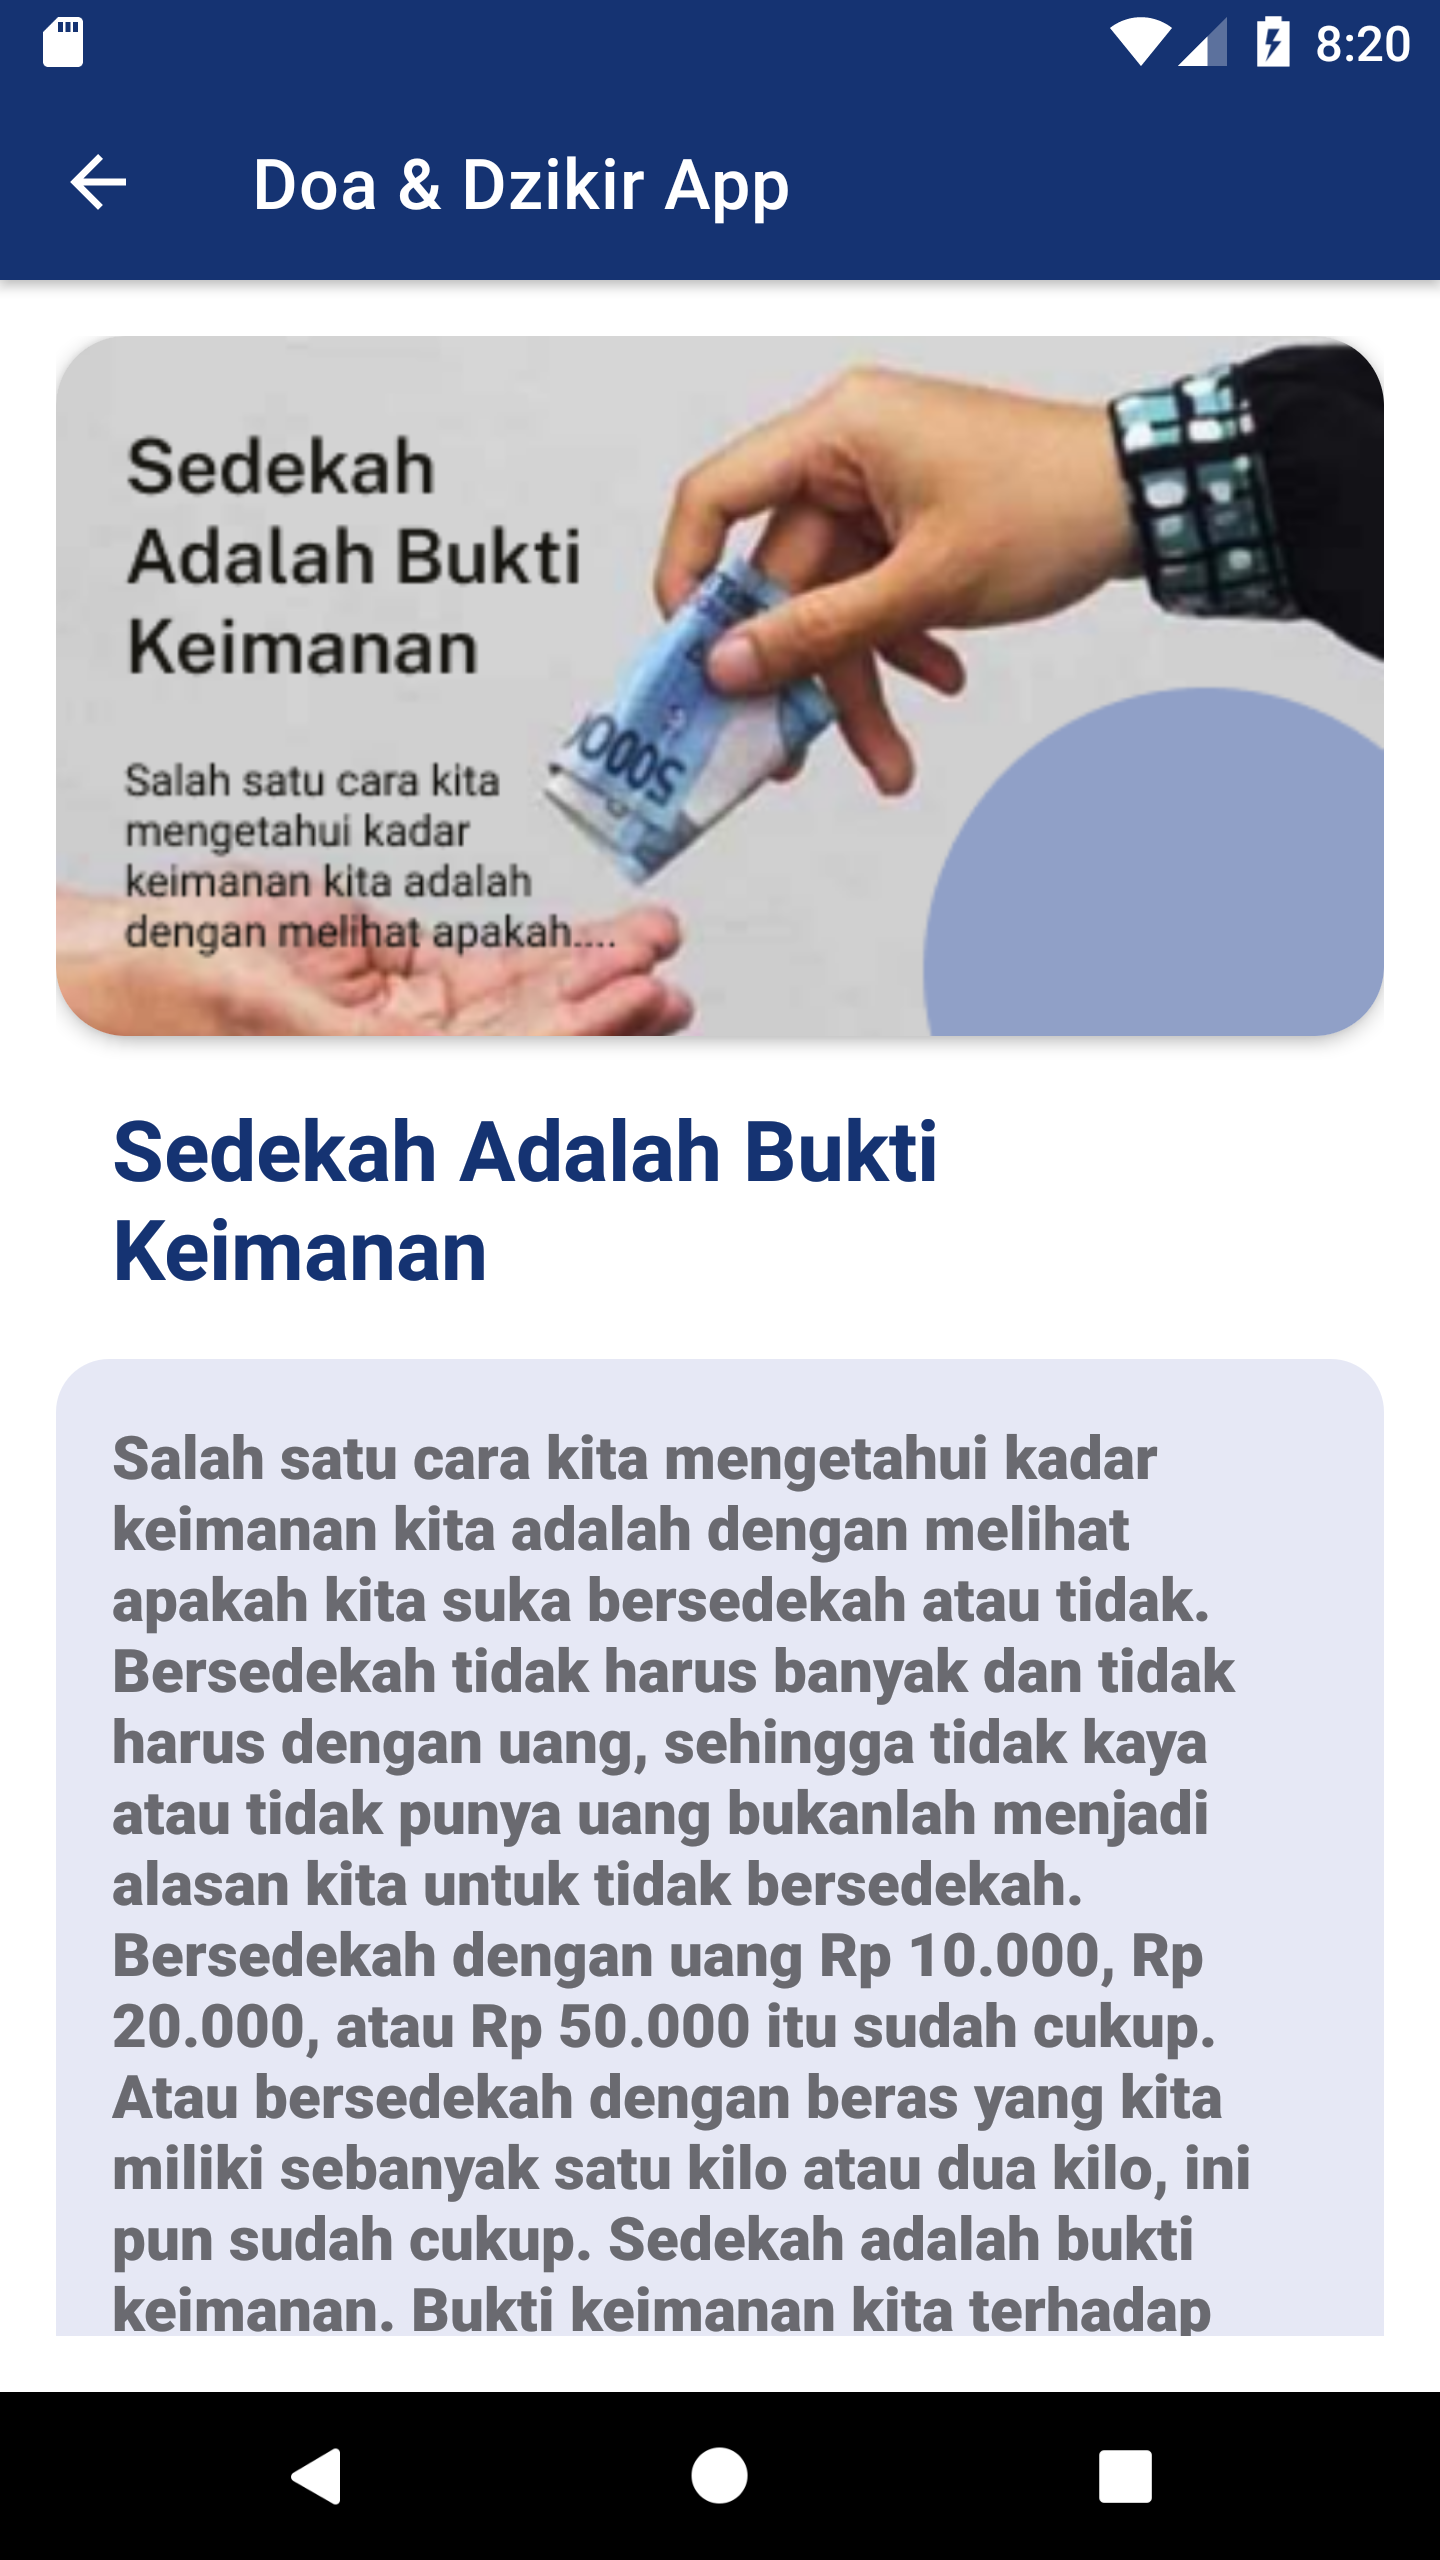 8:20
Doa & Dzikir App
Sedekah
Adalah Bukti
Keimanan
5000
Salah satu cara kita
mengetahui kadar
keimanan kita adalah
dengan melihat apakah....
Sedekah Adalah Bukti
Keimanan
Salah satu cara kita mengetahui kadar
keimanan kita adalah dengan melihat
apakah kita suka bersedekah atau tidak.
Bersedekah tidak harus banyak dan tidak
harus dengan uang, sehingga tidak kaya
atau tidak punya uang bukanlah menjadi
alasan kita untuk tidak bersedekah.
Bersedekah dengan uang Rp 10.000, Rp
20.000, atau Rp 50.000 itu sudah cukup.
Atau bersedekah dengan beras yang kita
miliki sebanyak satu kilo atau dua kilo, ini
pun sudah cukup. Sedekah adalah bukti
keimanan. Bukti keimanan kita terhadap